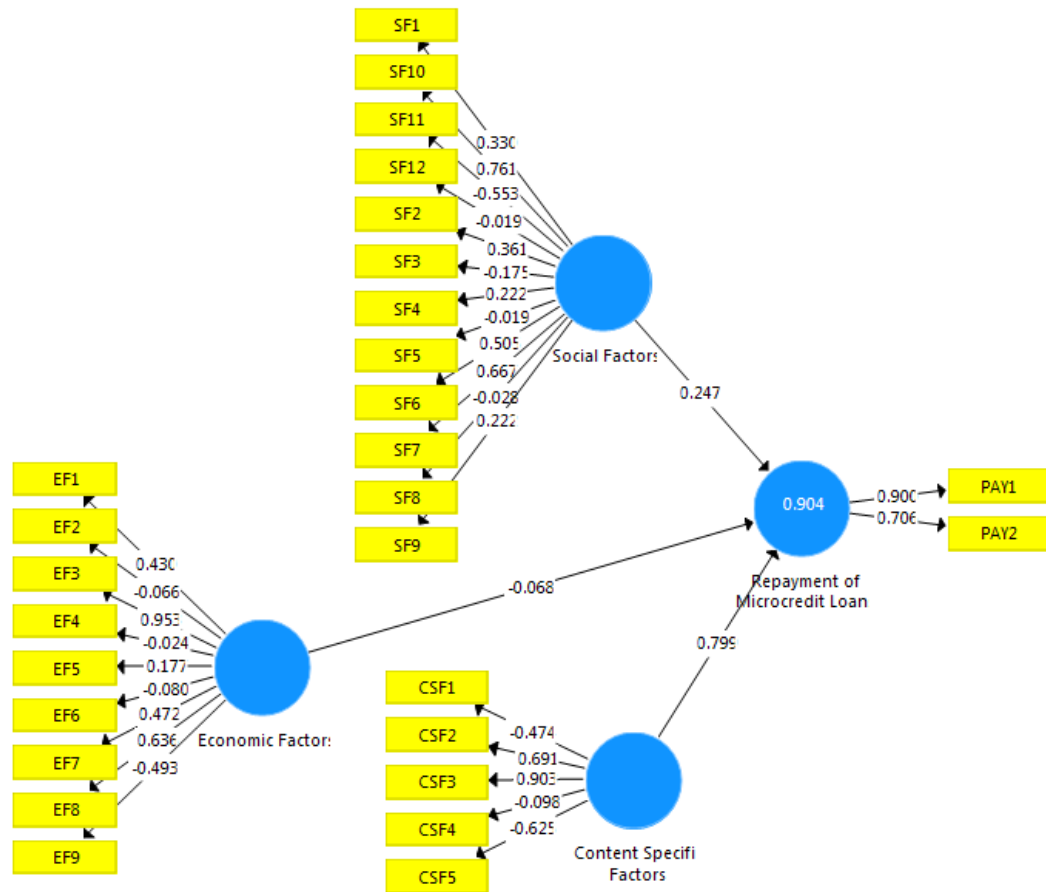 SF1
SF10
SF11
SF12
SF2
SF3
SF4
SF5
SF6
SF7
SF8
SF9
0.330
0.761
-0.553
-0.019
0.361
-0.175
0.222
-0.019
0.505
0.667
-0.028
0.222
Social Factors
0.247
EF1
EF2
EF3
EF4
EF5
EF6
EF7
EF8
EF9
0.430
-0.066
0.953
-0.024
0.177
-0.080
0.472
0.636
-0.493
Economic Factors
-0.068
0.904
Repayment of
Microcredit Loan
0.900
0.706
PAY1
PAY2
0.799
CSF1
CSF2
CSF3
CSF4
CSF5
-0.474
0.691
0.903
-0.098
-0.625
Content Specifi
Factors